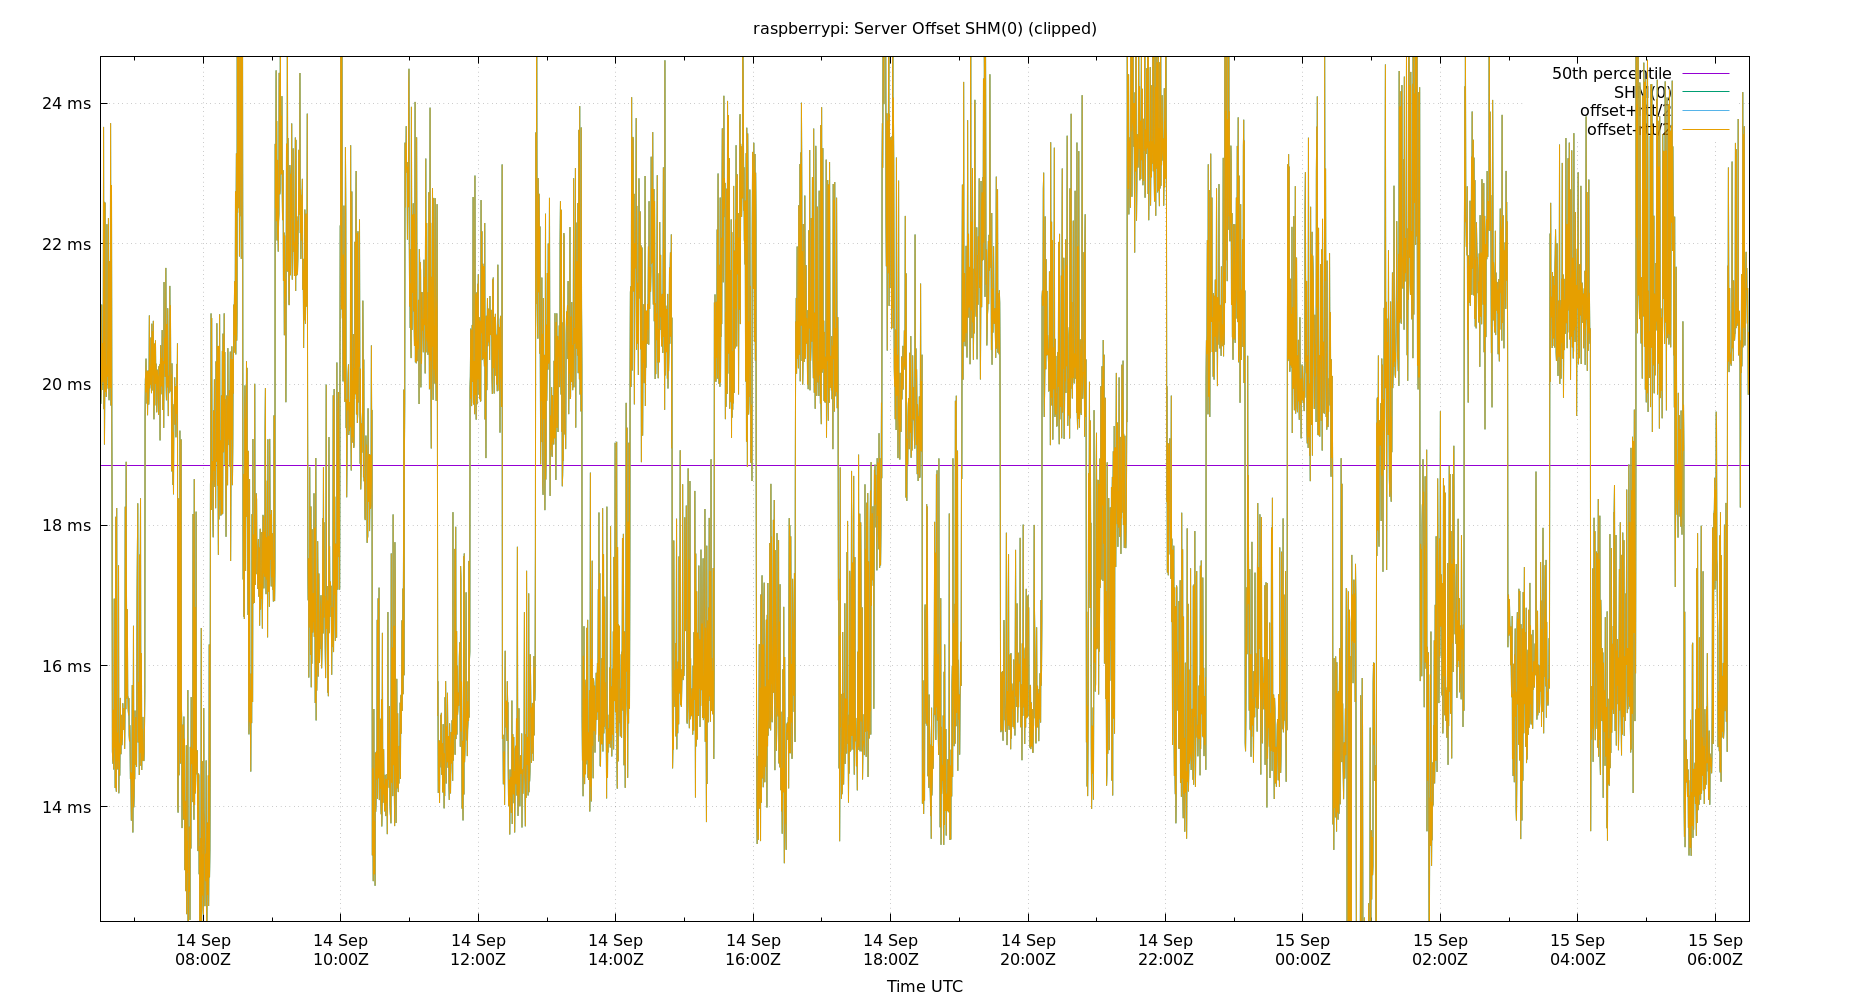 raspberrypi: Server Offset SHM(0) (clipped)
50th percentile
SHM(0)
offset+rtt/2
offset-rtt/2
24 ms
22 ms
20 ms
18 ms
16 ms
14 ms
14 Sep 14 Sep 14 Sep 14 Sep 14 Sep 14 Sep 14 Sep 14 Sep 15 Sep 15 Sep 15 Sep 15 Sep
08:00Z 10:00Z 12:00Z 14:00Z 16:00Z 18:00Z 20:00Z 22:00Z 00:00Z 02:00Z 04:00Z 06:00Z
Time UTC